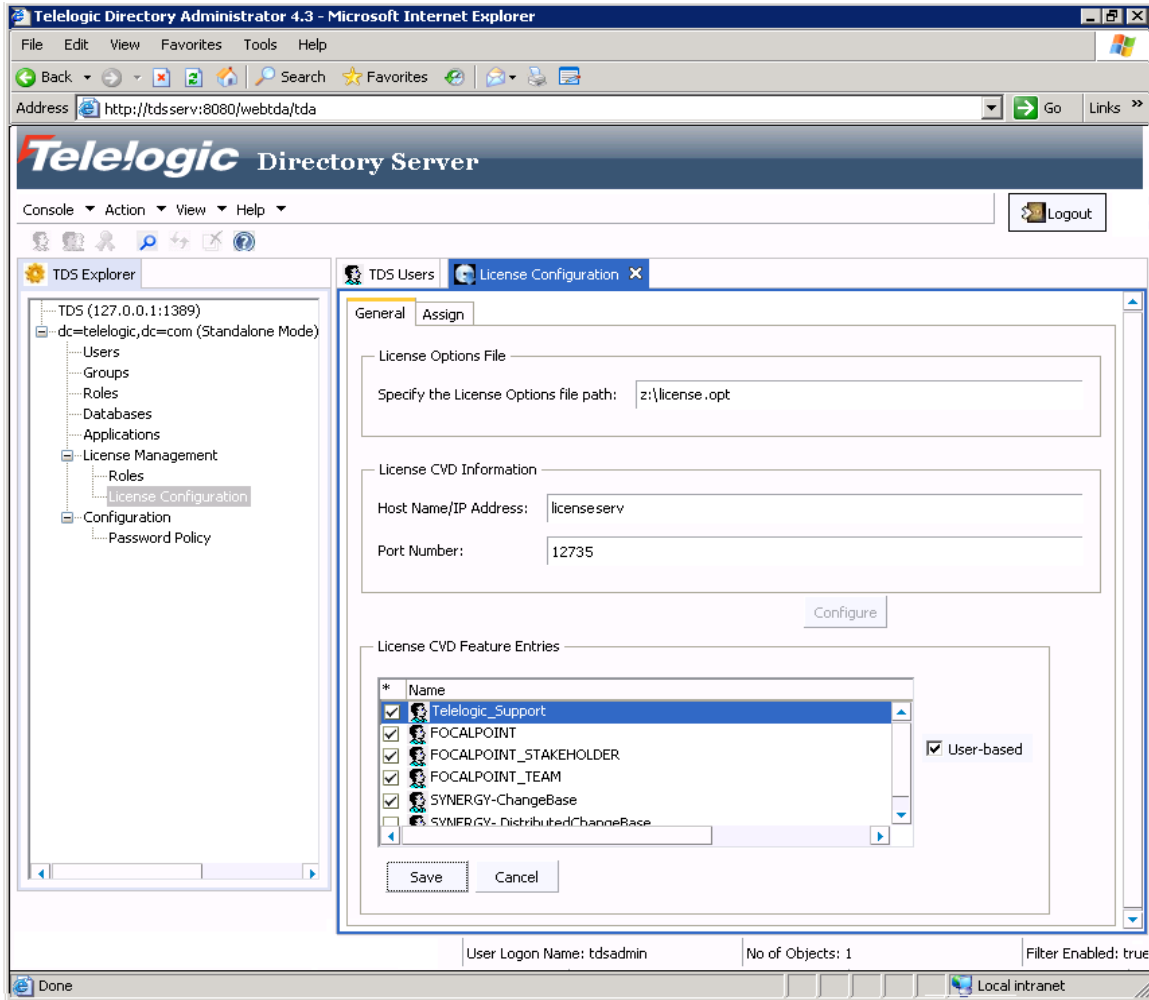 Telelogic Directory Administrator 4.3 - Microsoft Internet Explorer
File Edit View Favorites Tools Help
Back Search Favorites
Address http://tdsserv:8080/webtda/tda Go Links »
Telelogic Directory Server
Console Action View Help
Logout
TDS Explorer
TDS (127.0.0.1:1389)
dc=telelogic,dc=com (Standalone Mode)
Users
Groups
Roles
Databases
Applications
License Management
Roles
License Configuration
Configuration
Password Policy
TDS Users License Configuration
General Assign
License Options File
Specify the License Options file path: z:\license.opt
License CVD Information
Host Name/IP Address: licenseserv
Port Number: 12735
Configure
License CVD Feature Entries
* Name
Telelogic_Support
FOCALPOINT
FOCALPOINT_STAKEHOLDER
FOCALPOINT_TEAM
SYNERGY-ChangeBase
SYNERGY- DistributedChangeBase
User-based
Save Cancel
User Logon Name: tdsadmin No of Objects: 1 Filter Enabled: true
Done Local intranet